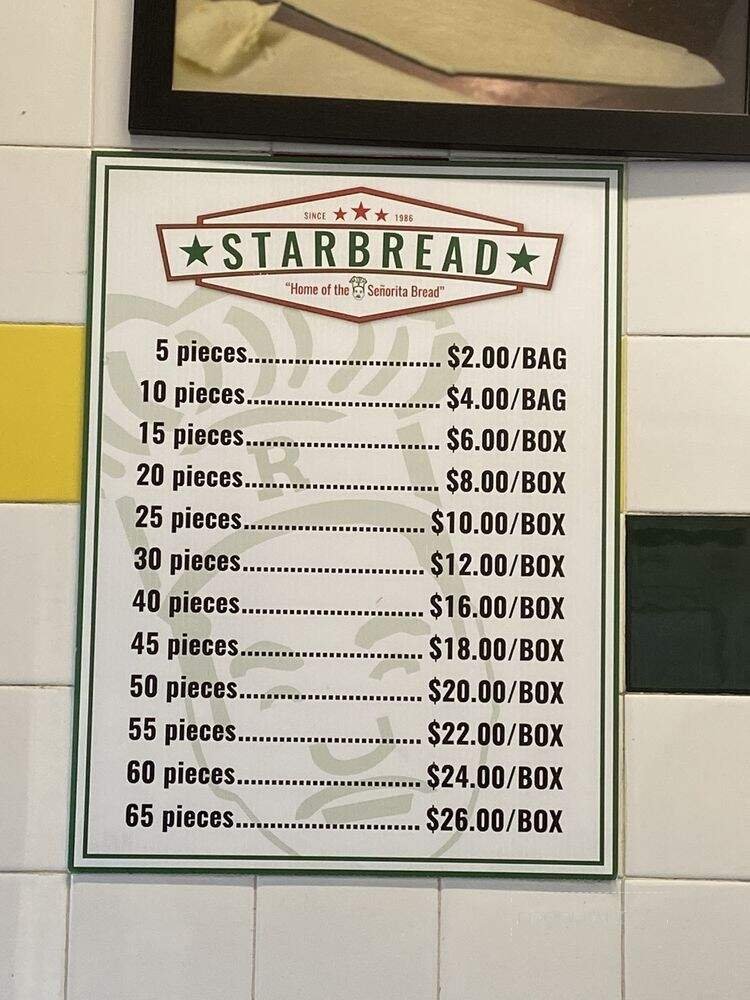 SINCE ★ ★ ★ 1986
★STARBREAD★
"Home of the Señorita Bread"
R
5 pieces............................. $2.00/BAG
10 pieces............................. $4.00/BAG
15 pieces............................. $6.00/BOX
20 pieces............................. $8.00/BOX
25 pieces........................... $10.00/BOX
30 pieces........................... $12.00/BOX
40 pieces........................... $16.00/BOX
45 pieces........................... $18.00/BOX
50 pieces........................... $20.00/BOX
55 pieces........................... $22.00/BOX
60 pieces........................... $24.00/BOX
65 pieces........................... $26.00/BOX